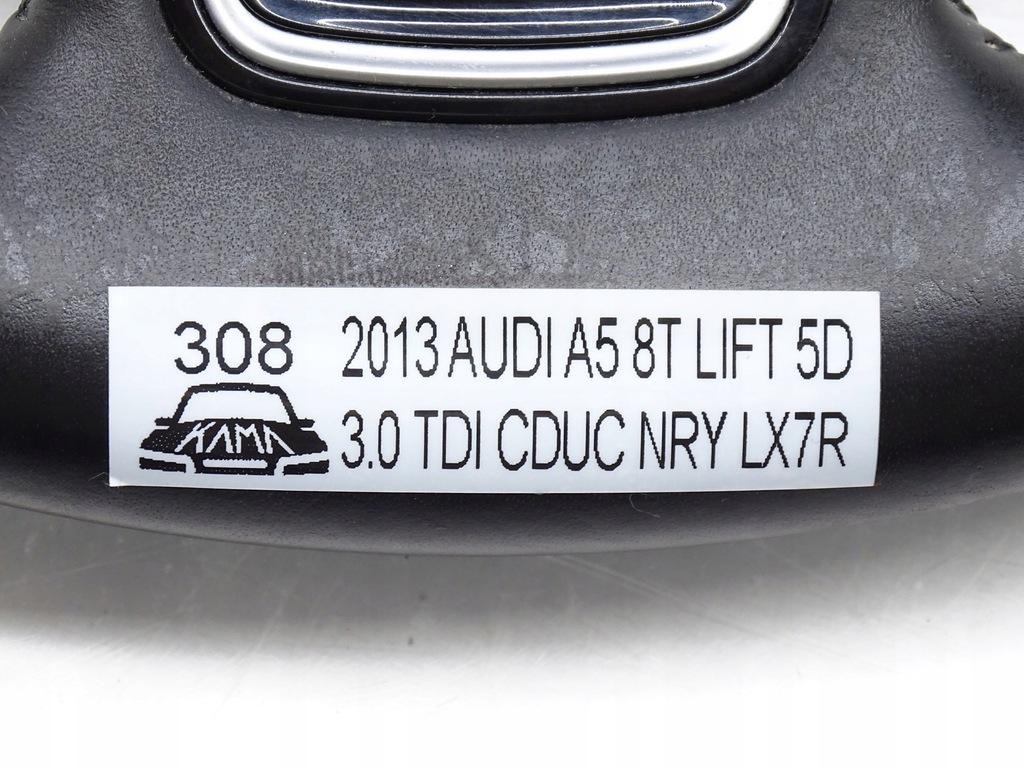 308 2013 AUDI A5 8T LIFT 5D
KAMA 3.0 TDI CDUC NRY LX7R